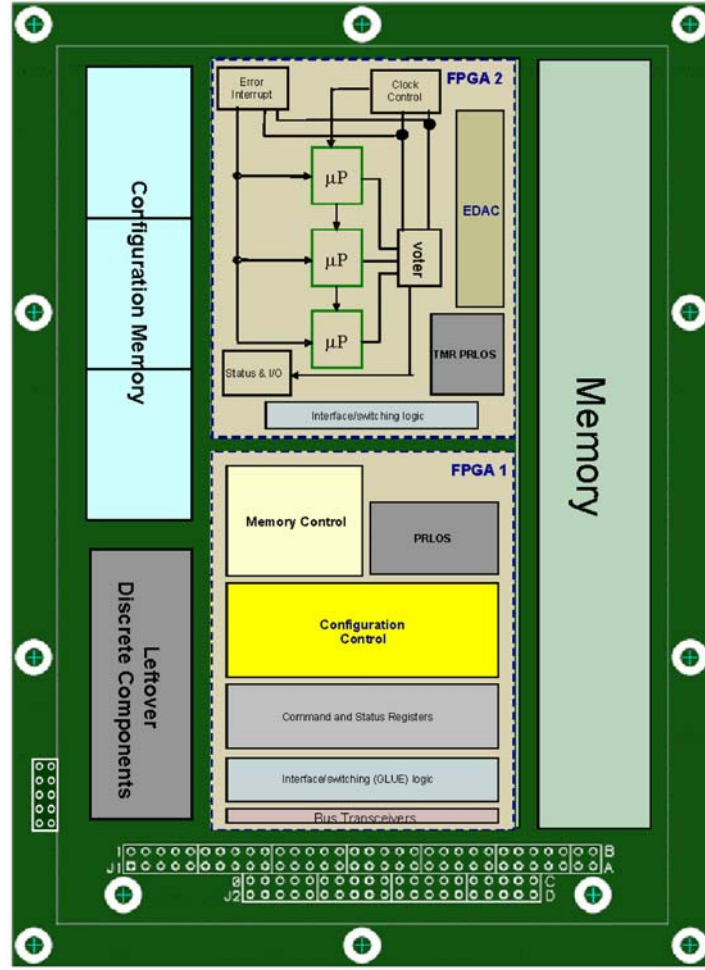 Configuration Memory
Leftover
Discrete Components
FPGA 2
Error
Interrupt
Clock
Control
µP
µP
µP
voter
EDAC
TMR PRLOS
Status & I/O
Interface/switching logic
FPGA 1
Memory Control
PRLOS
Configuration
Control
Command and Status Registers
Interface/switching (GLUE) logic
Bus Transceivers
Memory
1
B
J1
A
C
J2
D